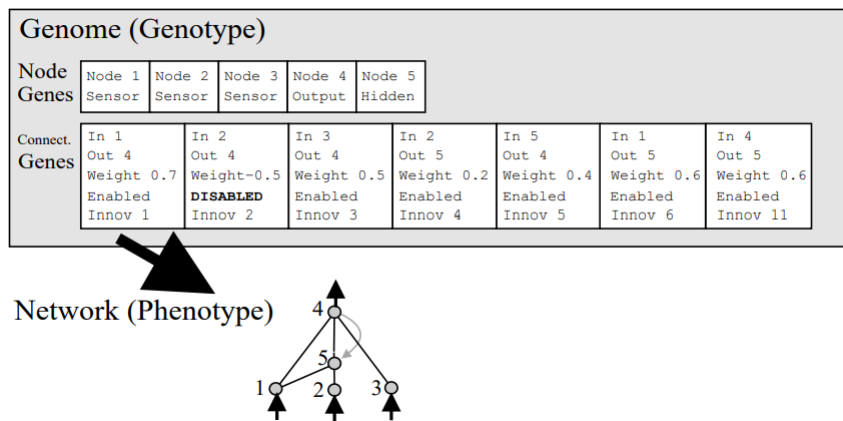 Genome (Genotype)
Node Genes
Node 1 Sensor
Node 2 Sensor
Node 3 Sensor
Node 4 Output
Node 5 Hidden
Connect. Genes
In 1
Out 4
Weight 0.7
Enabled
Innov 1
In 2
Out 4
Weight-0.5
DISABLED
Innov 2
In 3
Out 4
Weight 0.5
Enabled
Innov 3
In 2
Out 5
Weight 0.2
Enabled
Innov 4
In 5
Out 4
Weight 0.4
Enabled
Innov 5
In 1
Out 5
Weight 0.6
Enabled
Innov 6
In 4
Out 5
Weight 0.6
Enabled
Innov 11
Network (Phenotype)
4
5
1
2
3